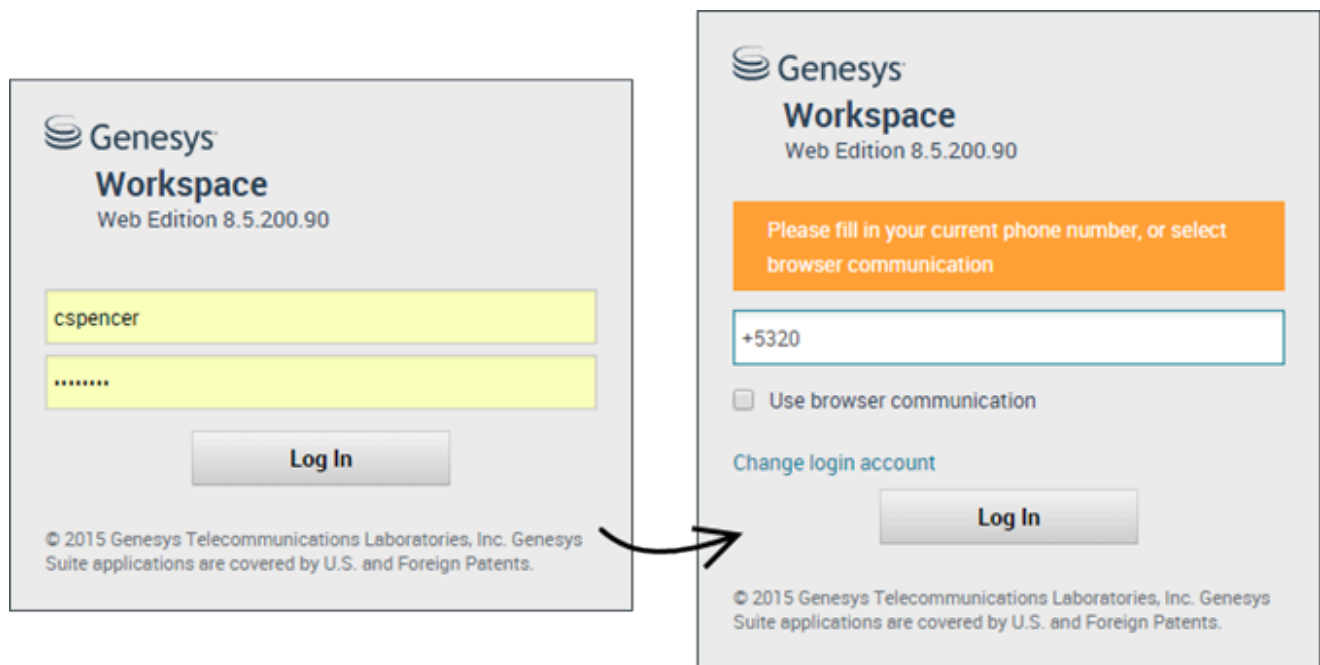 Genesys
Workspace
Web Edition 8.5.200.90
cspencer
••••••••
Log In
© 2015 Genesys Telecommunications Laboratories, Inc. Genesys
Suite applications are covered by U.S. and Foreign Patents.
Genesys
Workspace
Web Edition 8.5.200.90
Please fill in your current phone number, or select
browser communication
+5320
Use browser communication
Change login account
Log In
© 2015 Genesys Telecommunications Laboratories, Inc. Genesys
Suite applications are covered by U.S. and Foreign Patents.